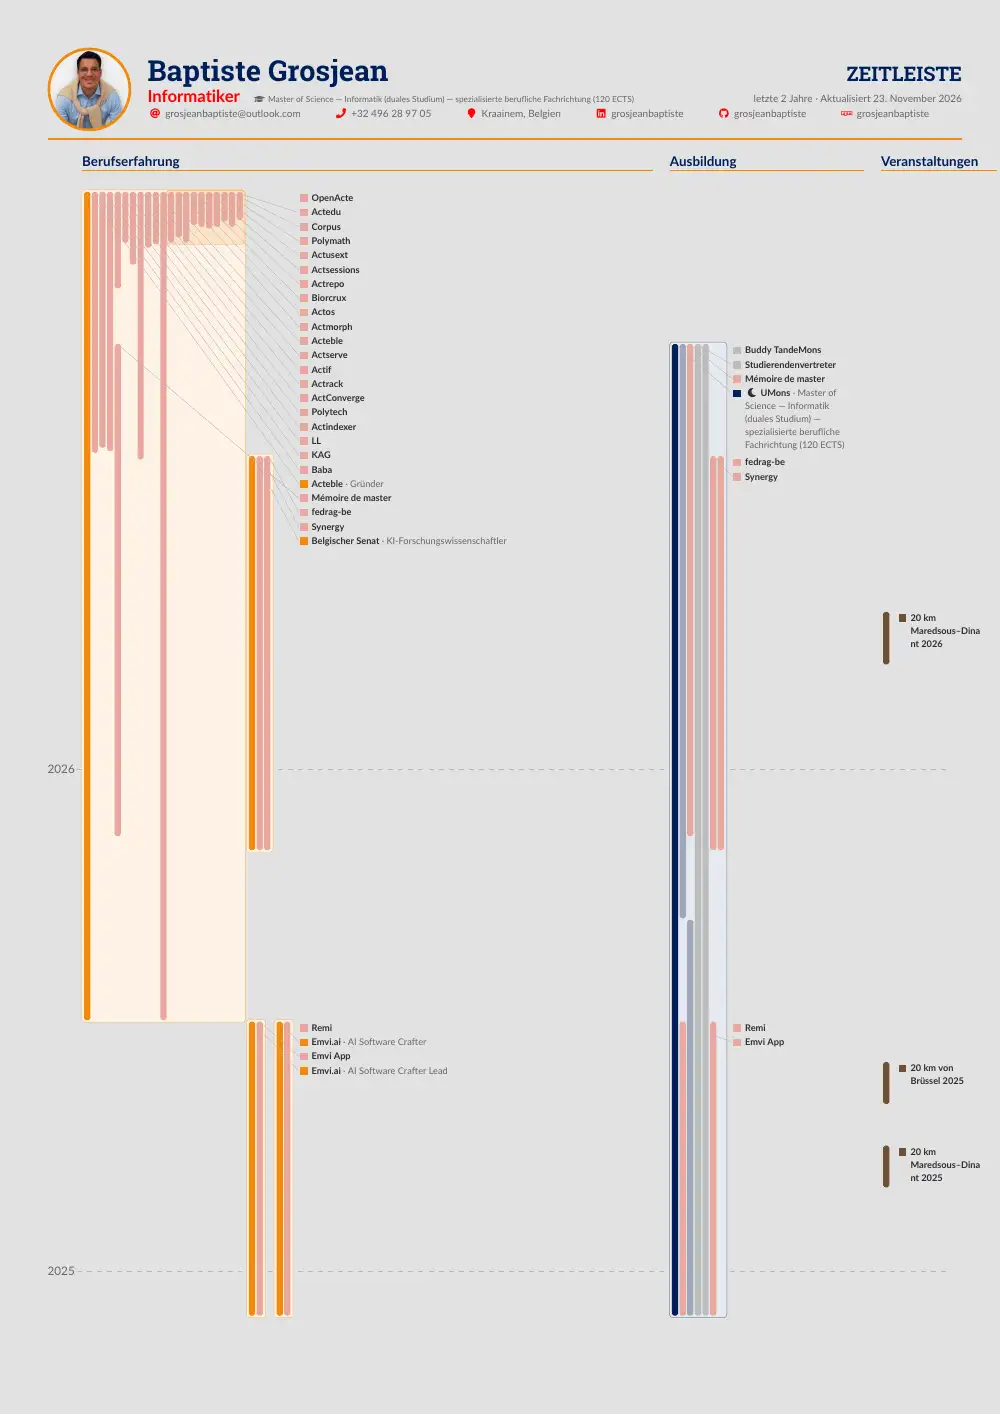 Baptiste Grosjean
ZEITLEISTE
Informatiker
Master of Science — Informatik (duales Studium) — spezialisierte berufliche Fachrichtung (120 ECTS)
letzte 2 Jahre · Aktualisiert 23. November 2026
grosjeanbaptiste@outlook.com
+32 496 28 97 05
Kraainem, Belgien
grosjeanbaptiste
grosjeanbaptiste
grosjeanbaptiste
Berufserfahrung
Ausbildung
Veranstaltungen
OpenActe
Actedu
Corpus
Polymath
Actusext
Actsessions
Actrepo
Biorcrux
Actos
Actmorph
Acteble
Actserve
Actif
Actrack
ActConverge
Polytech
Actindexer
LL
KAG
Baba
Acteble · Gründer
Mémoire de master
fedrag-be
Synergy
Belgischer Senat · KI-Forschungswissenschaftler
Buddy TandeMons
Studierendenvertreter
Mémoire de master
UMons · Master of
Science — Informatik
(duales Studium) —
spezialisierte berufliche
Fachrichtung (120 ECTS)
fedrag-be
Synergy
20 km
Maredsous–Dina
nt 2026
2026
Remi
Emvi.ai · AI Software Crafter
Emvi App
Emvi.ai · AI Software Crafter Lead
Remi
Emvi App
20 km von
Brüssel 2025
20 km
Maredsous–Dina
nt 2025
2025